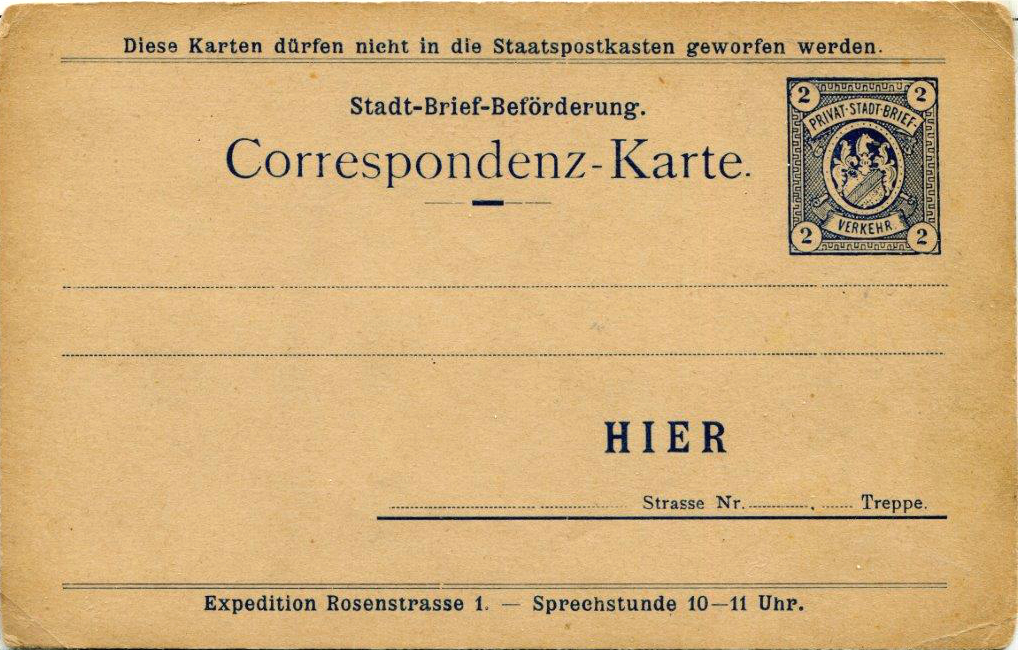 Diese Karten dürfen nicht in die Staatspostkasten geworfen werden.
Stadt-Brief-Beförderung.
Correspondenz-Karte.
2 2
PRIVAT-STADT-BRIEF-
VERKEHR.
2 2
HIER
Strasse Nr. , Treppe.
Expedition Rosenstrasse 1. — Sprechstunde 10—11 Uhr.